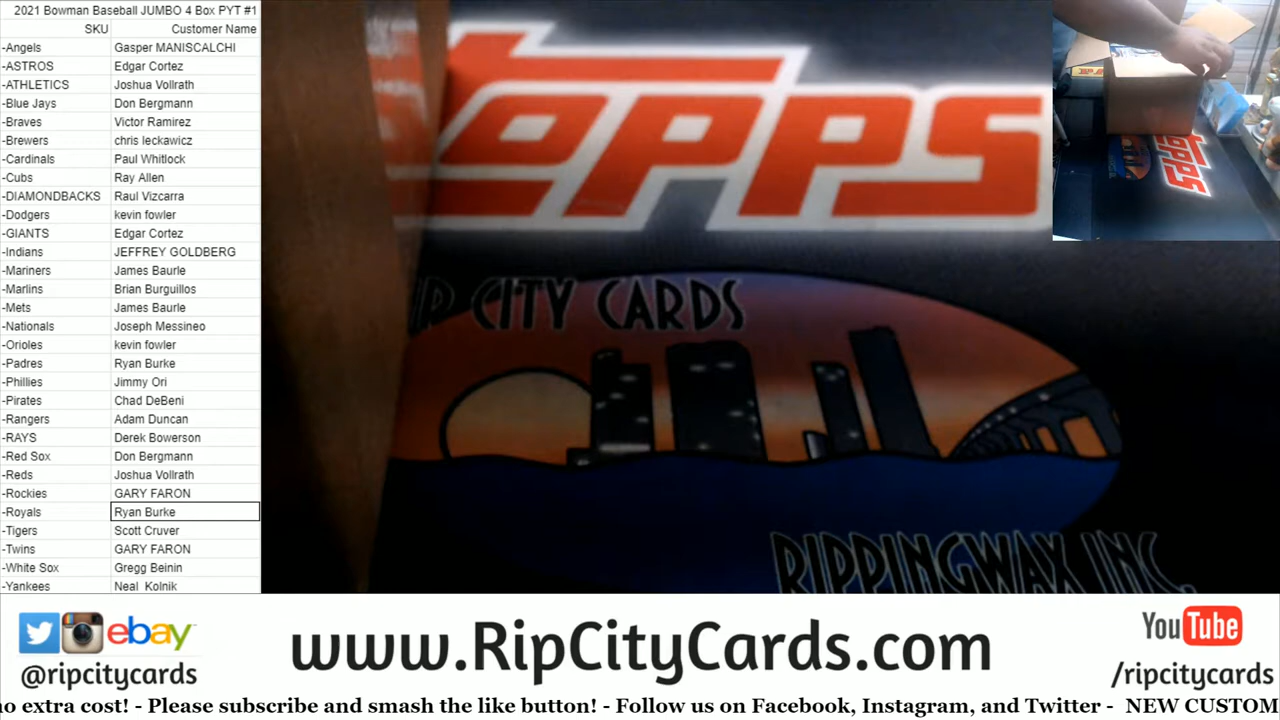 2021 Bowman Baseball JUMBO 4 Box PYT #1
SKU Customer Name
-Angels Gasper MANISCALCHI
-ASTROS Edgar Cortez
-ATHLETICS Joshua Vollrath
-Blue Jays Don Bergmann
-Braves Victor Ramirez
-Brewers chris leckawicz
-Cardinals Paul Whitlock
-Cubs Ray Allen
-DIAMONDBACKS Raul Vizcarra
-Dodgers kevin fowler
-GIANTS Edgar Cortez
-Indians JEFFREY GOLDBERG
-Mariners James Baurle
-Marlins Brian Burguillos
-Mets James Baurle
-Nationals Joseph Messineo
-Orioles kevin fowler
-Padres Ryan Burke
-Phillies Jimmy Ori
-Pirates Chad DeBeni
-Rangers Adam Duncan
-RAYS Derek Bowerson
-Red Sox Don Bergmann
-Reds Joshua Vollrath
-Rockies GARY FARON
-Royals Ryan Burke
-Tigers Scott Cruver
-Twins GARY FARON
-White Sox Gregg Beinin
-Yankees Neal Kolnik
topps
topps
IP CITY CARDS
RIPPINGWAX INC.
ebay
@ripcitycards
www.RipCityCards.com
YouTube
/ripcitycards
no extra cost! - Please subscribe and smash the like button! - Follow us on Facebook, Instagram, and Twitter - NEW CUSTOM